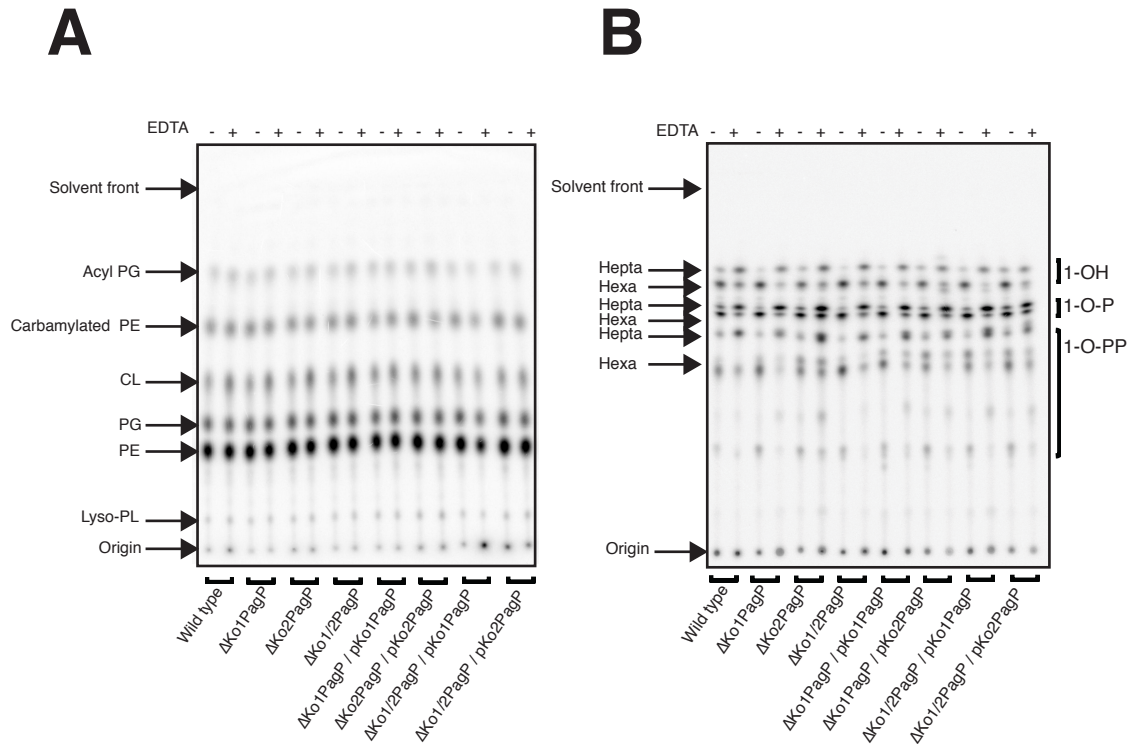 A
B
EDTA - + - + - + - + - + - + - + - +
Solvent front
Acyl PG
Carbamylated PE
CL
PG
PE
Lyso-PL
Origin
Wild type
ΔKo1PagP
ΔKo2PagP
ΔKo1/2PagP
ΔKo1PagP / pKo1PagP
ΔKo2PagP / pKo2PagP
ΔKo1/2PagP / pKo1PagP
ΔKo1/2PagP / pKo2PagP
EDTA - + - + - + - + - + - + - + - +
Solvent front
Hepta
Hexa
Hepta
Hexa
Hepta
Hexa
Origin
1-OH
1-O-P
1-O-PP
Wild type
ΔKo1PagP
ΔKo2PagP
ΔKo1/2PagP
ΔKo1PagP / pKo1PagP
ΔKo1PagP / pKo2PagP
ΔKo1/2PagP / pKo1PagP
ΔKo1/2PagP / pKo2PagP